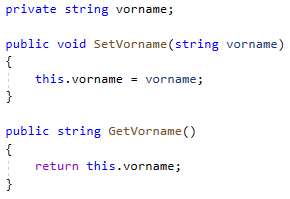 private string vorname;
public void SetVorname(string vorname)
{
    this.vorname = vorname;
}
public string GetVorname()
{
    return this.vorname;
}